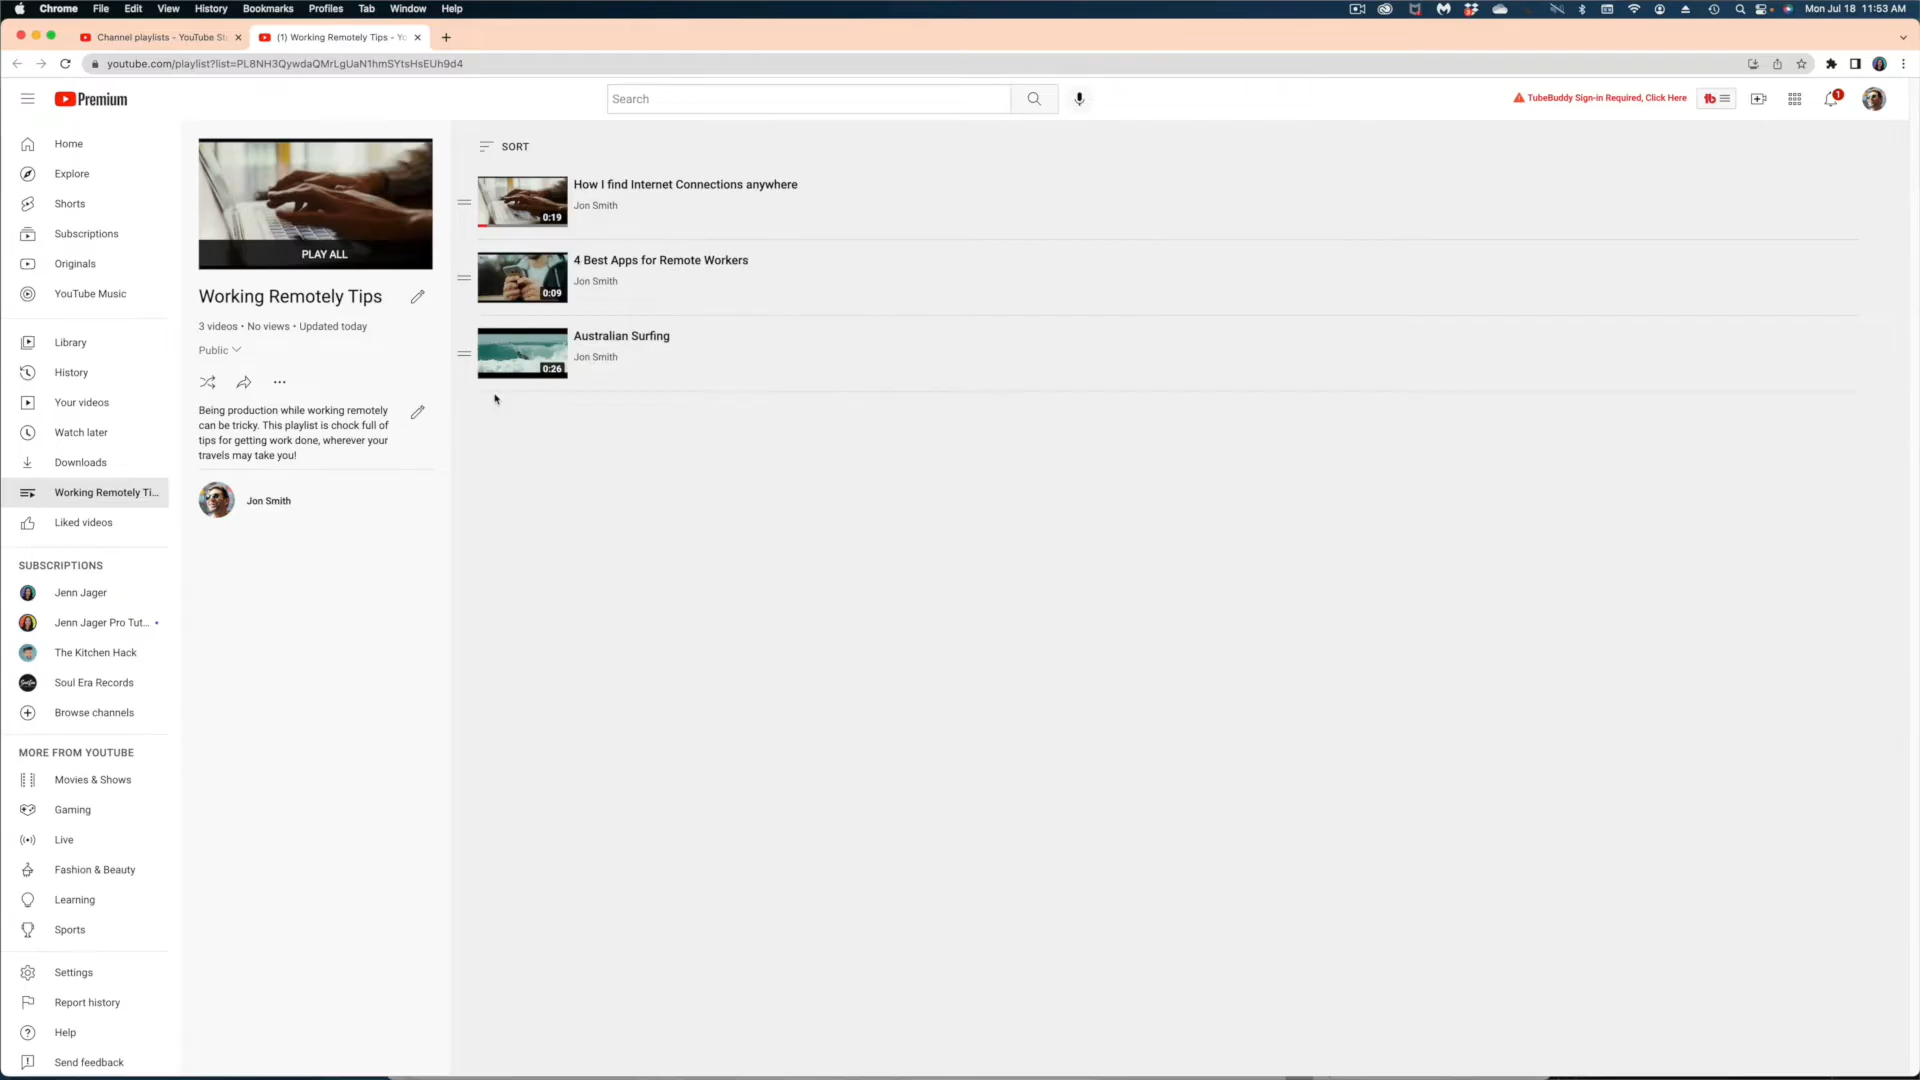 Chrome File Edit View History Bookmarks Profiles Tab Window Help Mon Jul 18 11:53 AM
Channel playlists - YouTube St (1) Working Remotely Tips - Yo
youtube.com/playlist?list=PL8NH3QywdaQMrLgUaN1hmSYtsHsEUh9d4
Premium
Search
TubeBuddy Sign-in Required, Click Here
tb
1
Home
Explore
Shorts
Subscriptions
Originals
YouTube Music
Library
History
Your videos
Watch later
Downloads
Working Remotely Ti...
Liked videos
SUBSCRIPTIONS
Jenn Jager
Jenn Jager Pro Tut...
The Kitchen Hack
Soul Era Records
Browse channels
MORE FROM YOUTUBE
Movies & Shows
Gaming
Live
Fashion & Beauty
Learning
Sports
Settings
Report history
Help
Send feedback
PLAY ALL
Working Remotely Tips
3 videos • No views • Updated today
Public
Being production while working remotely
can be tricky. This playlist is chock full of
tips for getting work done, wherever your
travels may take you!
Jon Smith
SORT
How I find Internet Connections anywhere
Jon Smith
0:19
4 Best Apps for Remote Workers
Jon Smith
0:09
Australian Surfing
Jon Smith
0:26